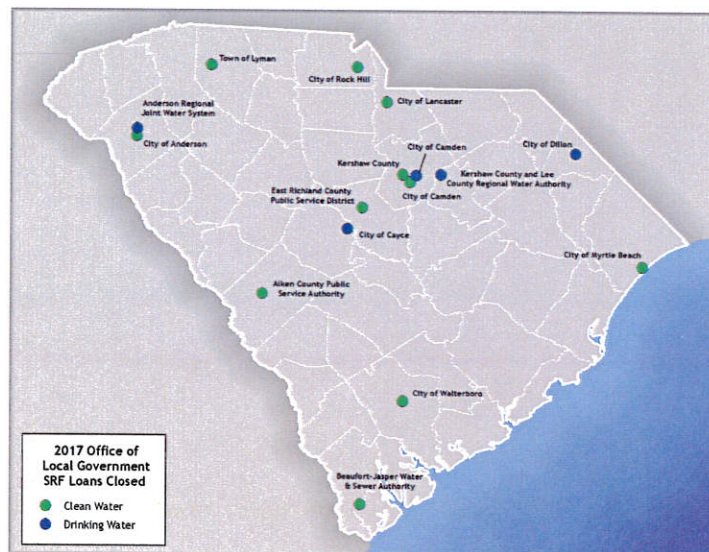 Town of Lyman
City of Rock Hill
City of Lancaster
Anderson Regional
Joint Water System
City of Anderson
City of Camden
City of Dillon
Kershaw County
Kershaw County and Lee
County Regional Water Authority
City of Camden
East Richland County
Public Service District
City of Cayce
City of Myrtle Beach
Aiken County Public
Service Authority
City of Walterboro
Beaufort-Jasper Water
& Sewer Authority
2017 Office of
Local Government
SRF Loans Closed
Clean Water
Drinking Water